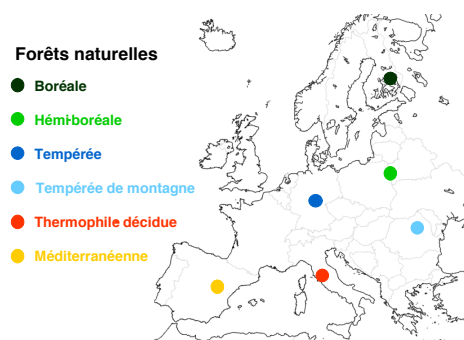 Forêts naturelles
Boréale
Hémi-boréale
Tempérée
Tempérée de montagne
Thermophile décidue
Méditerranéenne